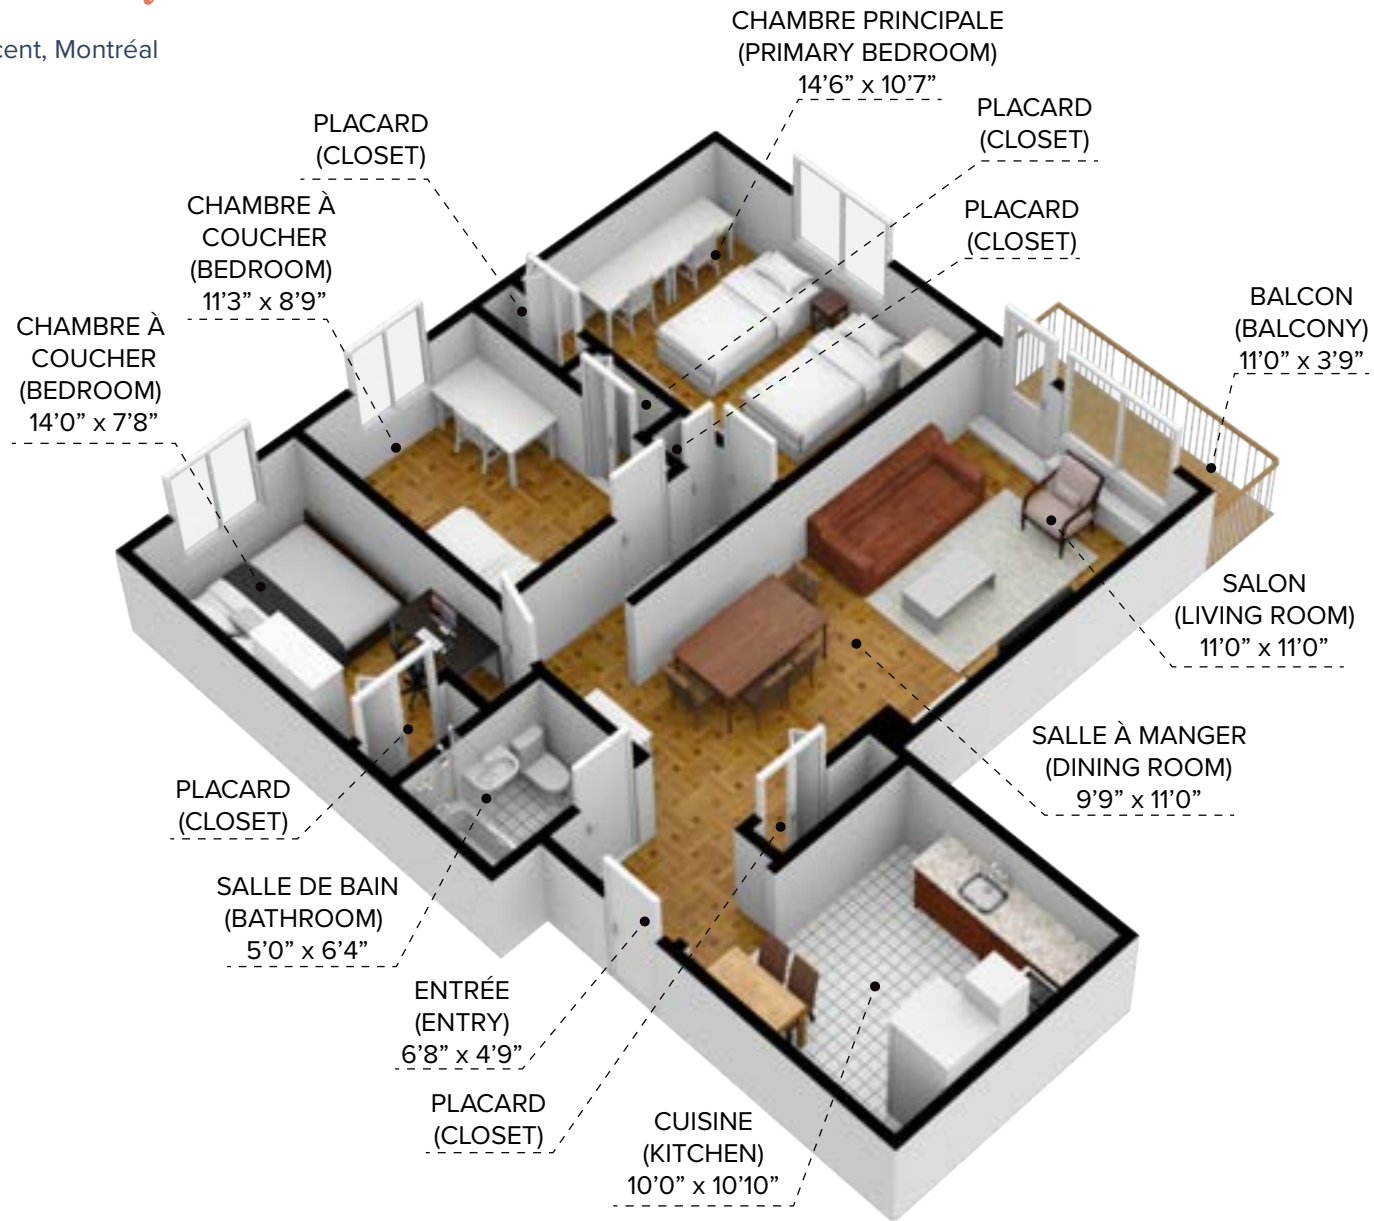 cent, Montréal
CHAMBRE PRINCIPALE
(PRIMARY BEDROOM)
14’6” x 10’7”
PLACARD
(CLOSET)
PLACARD
(CLOSET)
PLACARD
(CLOSET)
CHAMBRE À
COUCHER
(BEDROOM)
11’3” x 8’9”
CHAMBRE À
COUCHER
(BEDROOM)
14’0” x 7’8”
BALCON
(BALCONY)
11’0” x 3’9”
SALON
(LIVING ROOM)
11’0” x 11’0”
SALLE À MANGER
(DINING ROOM)
9’9” x 11’0”
PLACARD
(CLOSET)
SALLE DE BAIN
(BATHROOM)
5’0” x 6’4”
ENTRÉE
(ENTRY)
6’8” x 4’9”
PLACARD
(CLOSET)
CUISINE
(KITCHEN)
10’0” x 10’10”